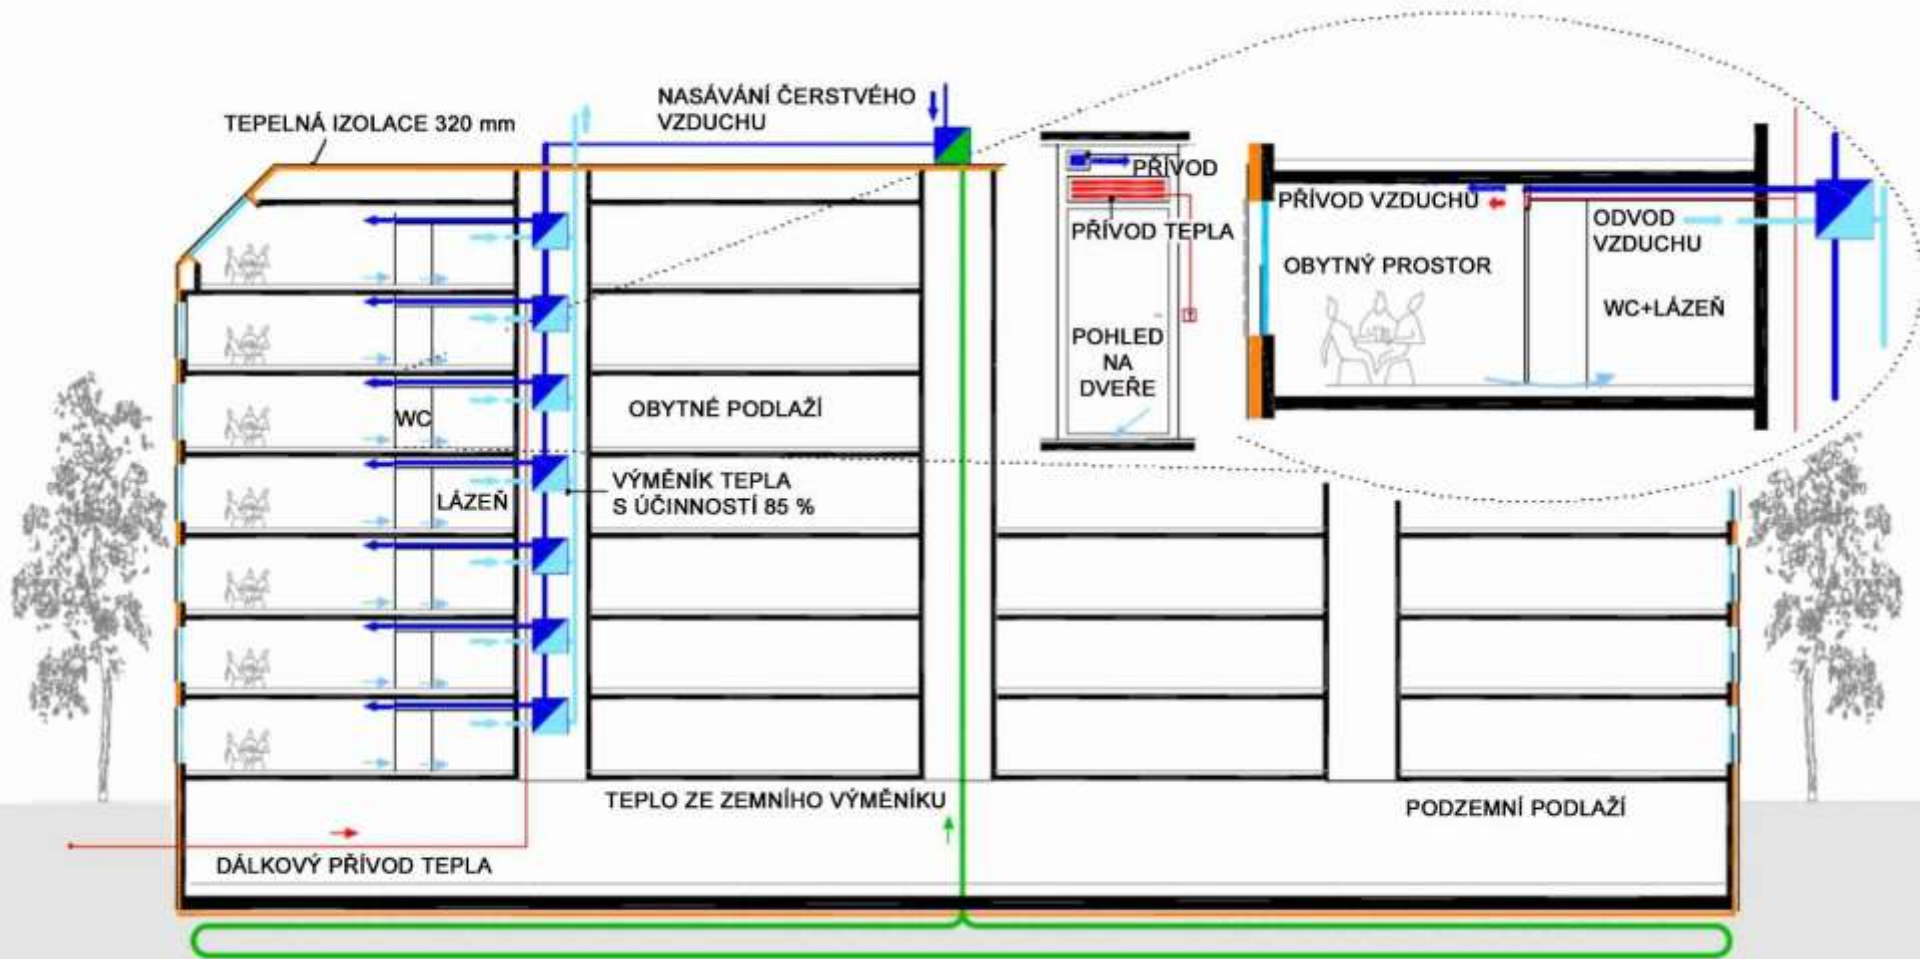 NASÁVÁNÍ ČERSTVÉHO
VZDUCHU
TEPELNÁ IZOLACE 320 mm
PŘÍVOD
PŘÍVOD TEPLA
POHLED
NA
DVEŘE
PŘÍVOD VZDUCHU
ODVOD
VZDUCHU
OBYTNÝ PROSTOR
WC+LÁZEŇ
WC
OBYTNÉ PODLAŽÍ
LÁZEŇ
VÝMĚNÍK TEPLA
S ÚČINNOSTÍ 85 %
TEPLO ZE ZEMNÍHO VÝMĚNÍKU
PODZEMNÍ PODLAŽÍ
DÁLKOVÝ PŘÍVOD TEPLA